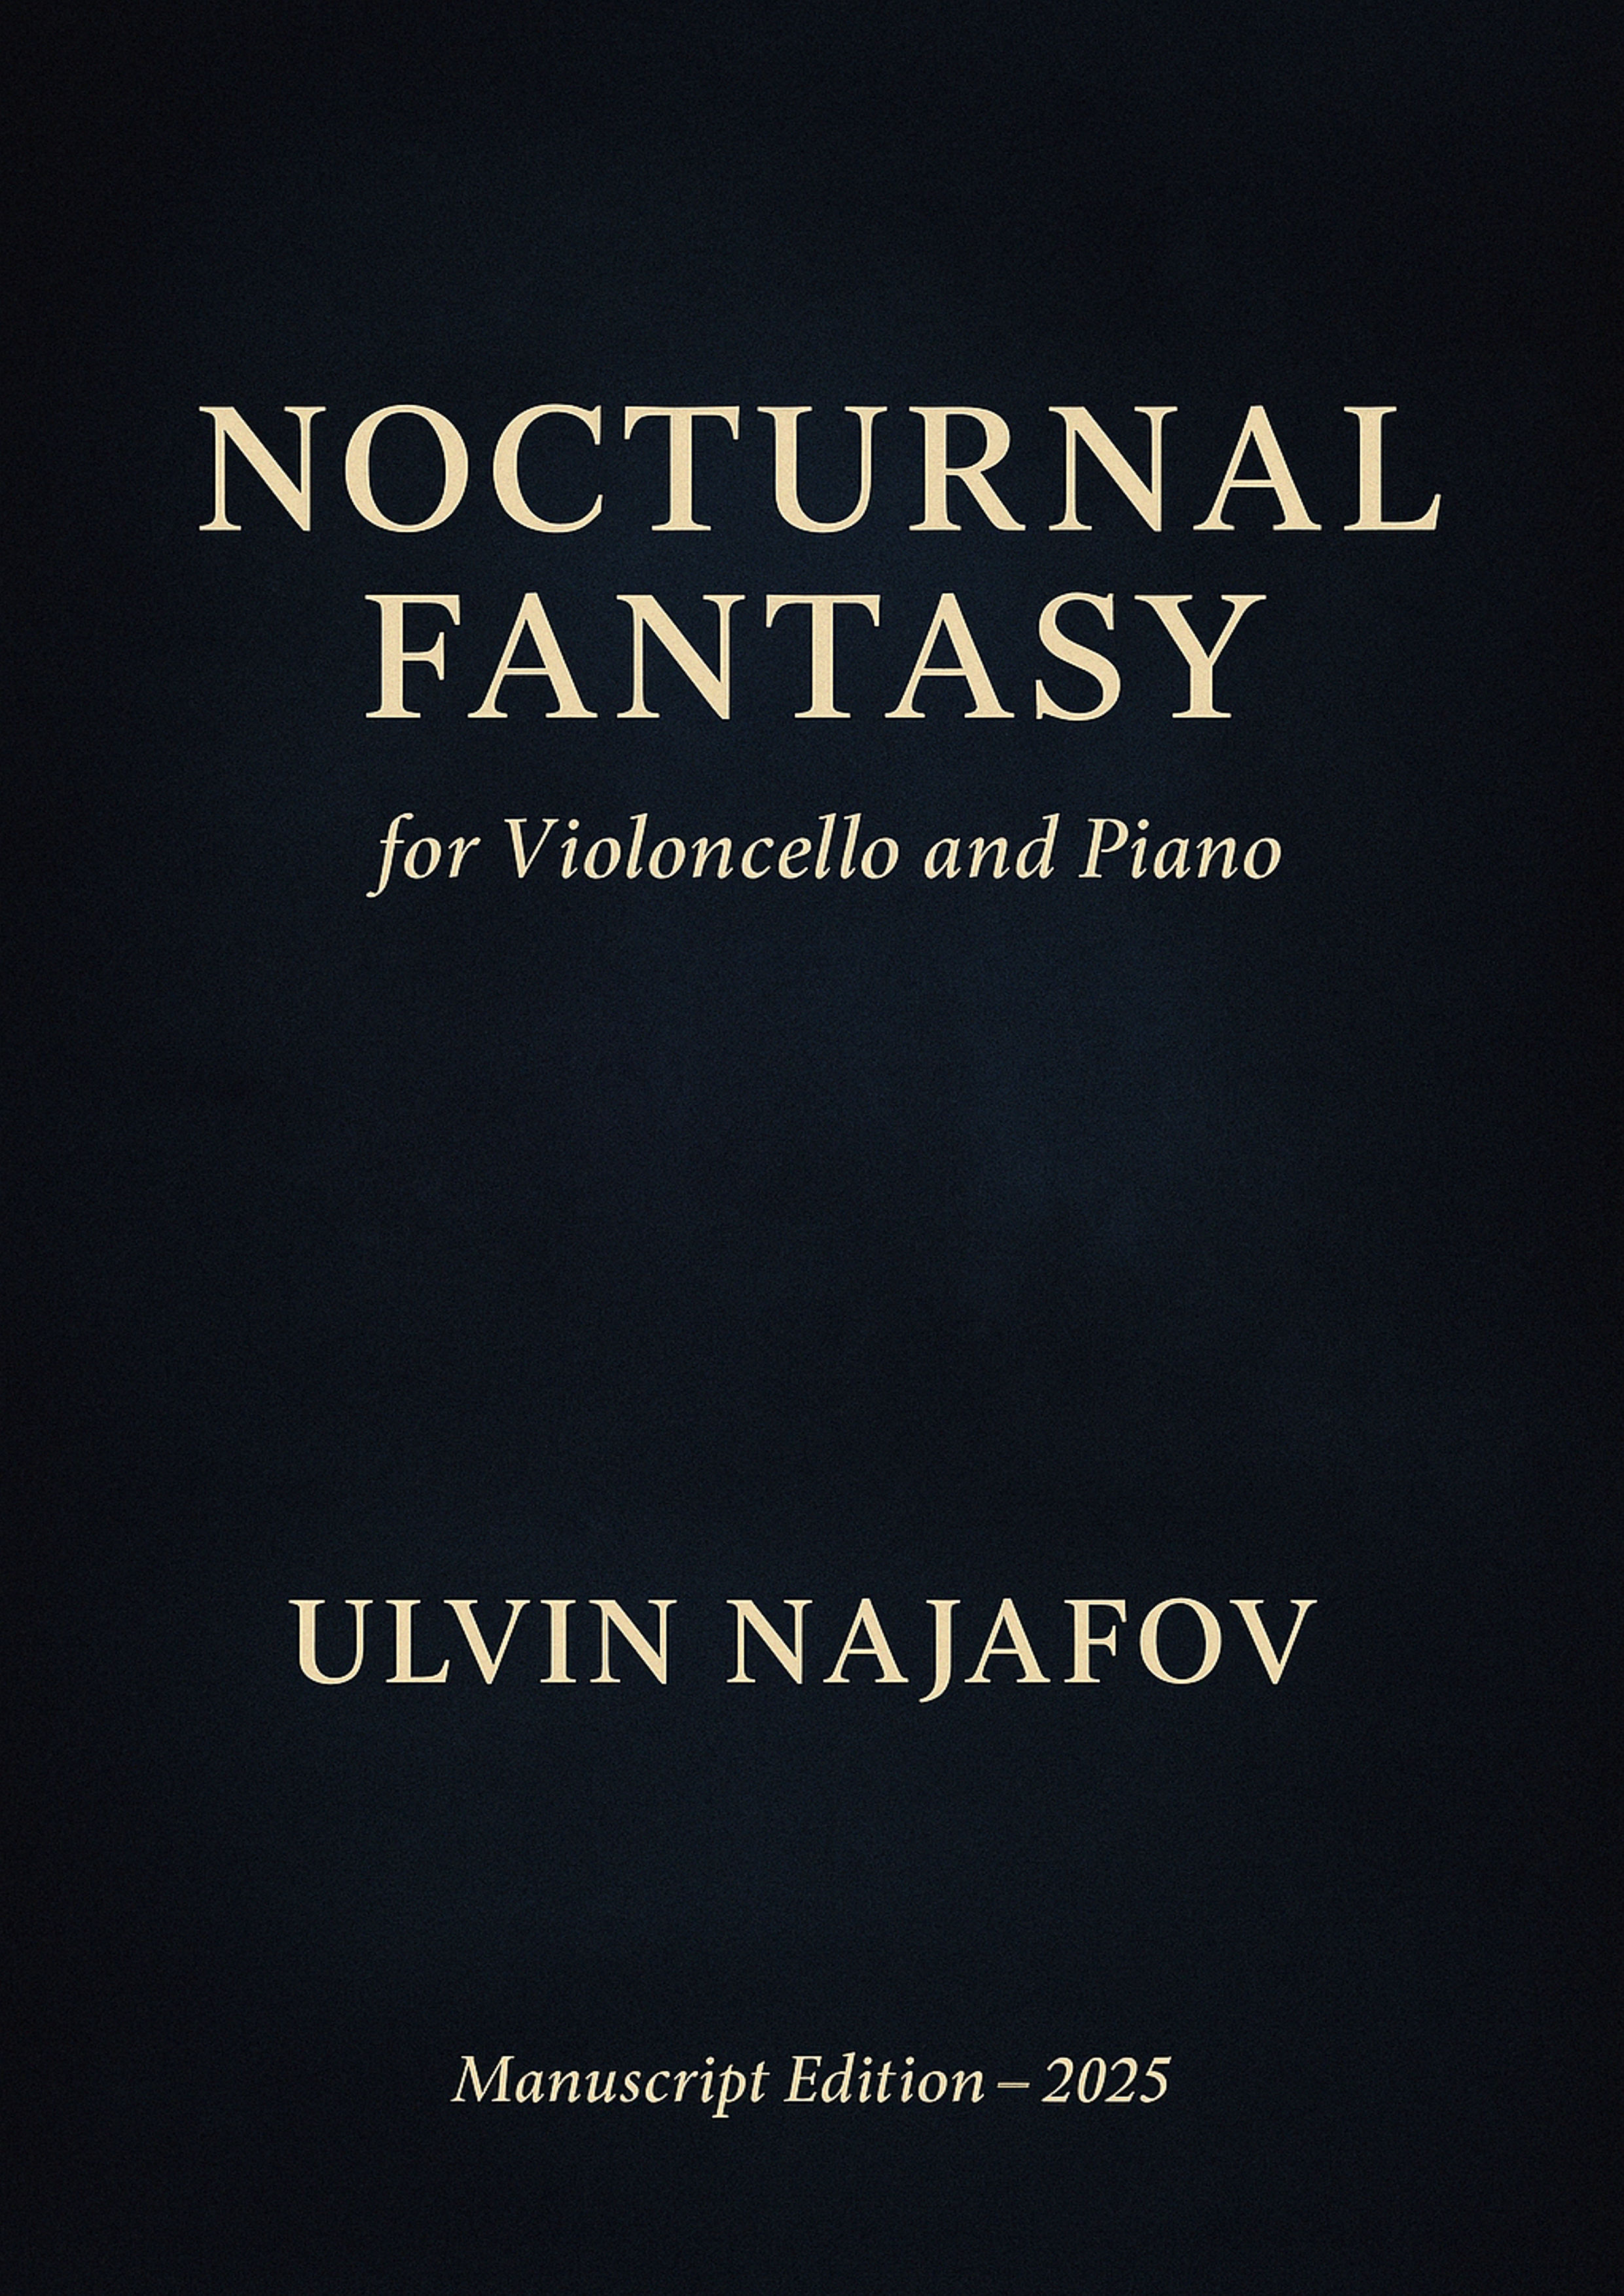 NOCTURNAL
FANTASY
for Violoncello and Piano
ULVIN NAJAFOV
Manuscript Edition – 2025